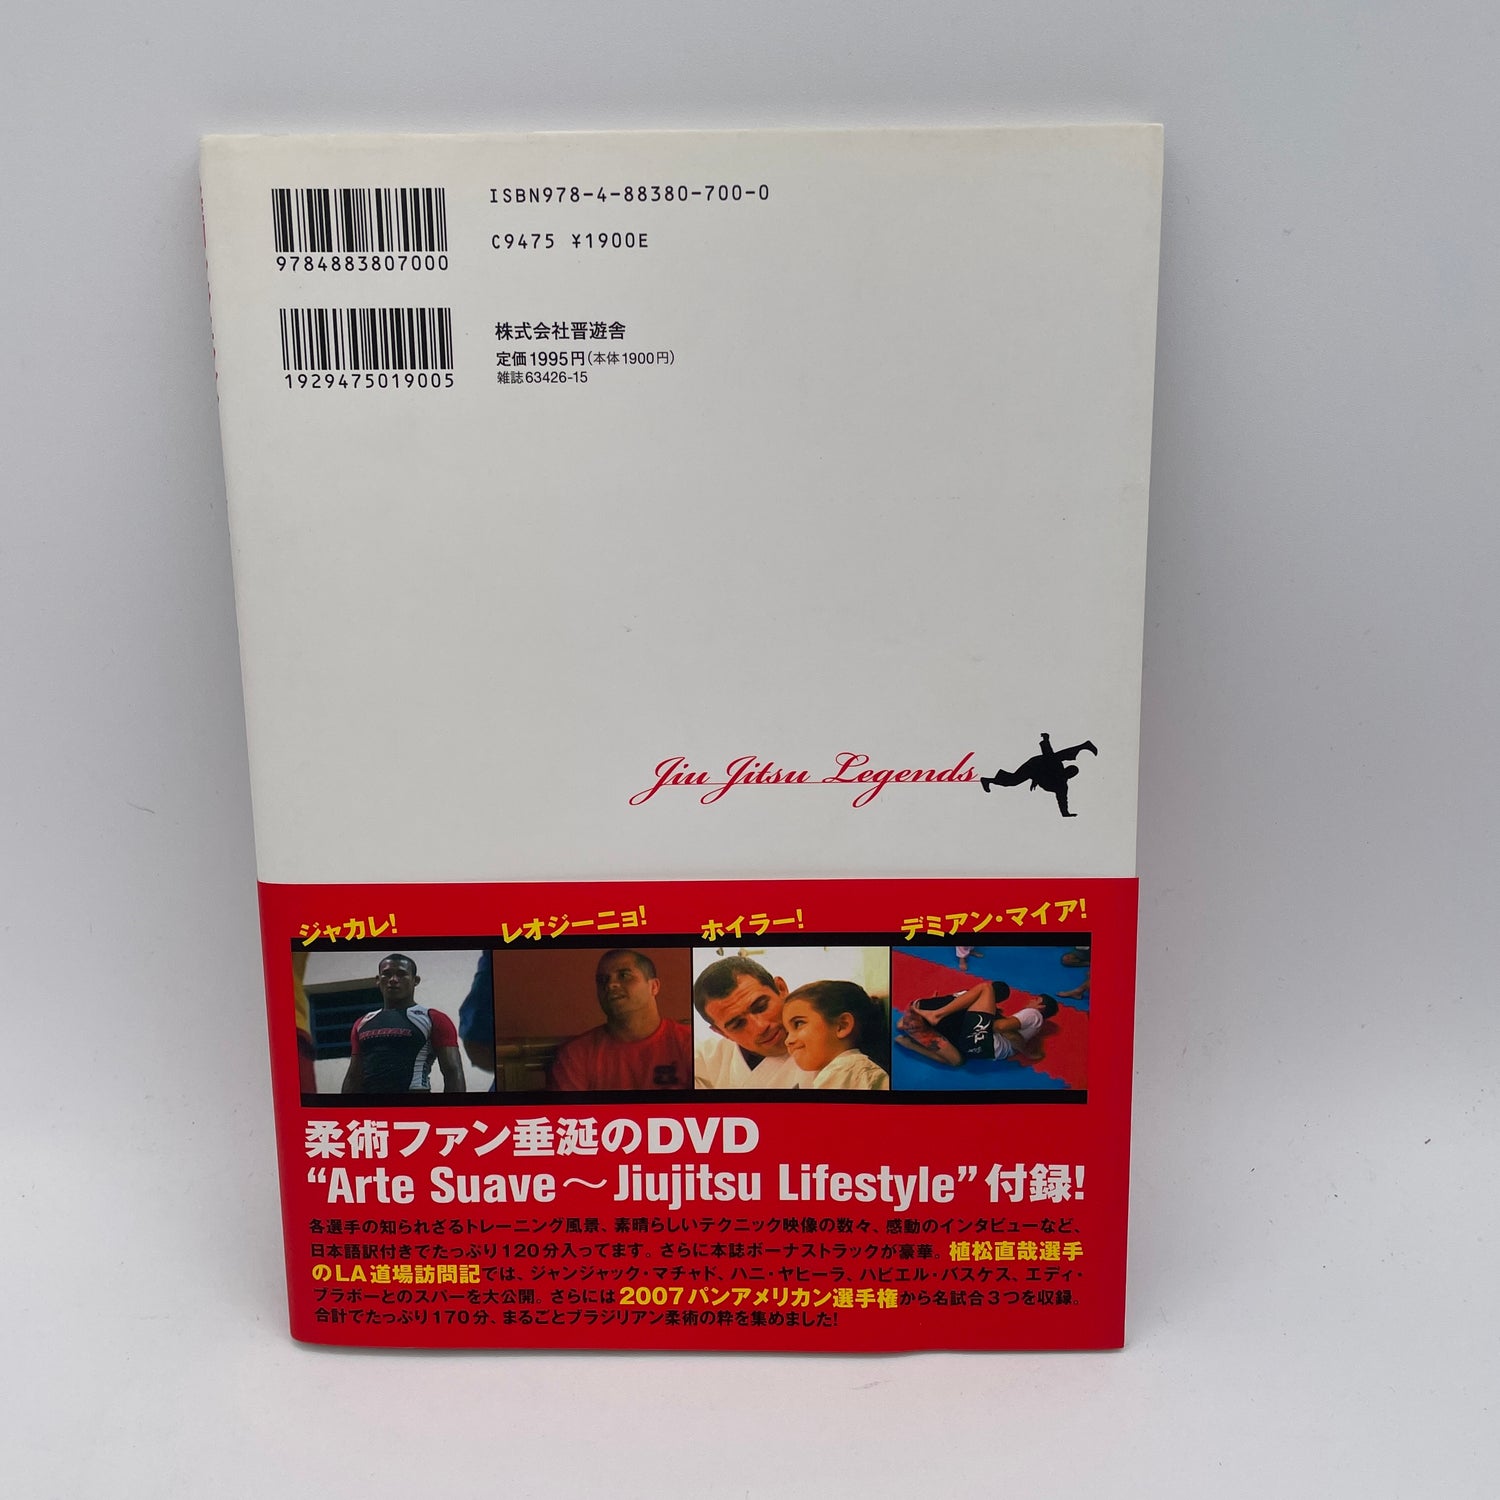 ISBN978-4-88380-700-0
9784883807000
C9475 ¥1900E
1929475019005
株式会社晋遊舎
定価1995円(本体1900円)
雑誌63426-15
Jiu Jitsu Legends
ジャカレ! レオジーニョ! ホイラー! デミアン・マイア!
柔術ファン垂涎のDVD
“Arte Suave～Jiujitsu Lifestyle”付録!
各選手の知られざるトレーニング風景、素晴らしいテクニック映像の数々、感動のインタビューなど、
日本語訳付きでたっぷり120分入ってます。さらに本誌ボーナストラックが豪華。植松直哉選手
のLA道場訪問記では、ジャンジャック・マチャド、ハニ・ヤヒーラ、ハビエル・バスケス、エディ・
ブラボーとのスパーを大公開。さらには2007パンアメリカン選手権から名試合3つを収録。
合計でたっぷり170分、まるごとブラジリアン柔術の粋を集めました!